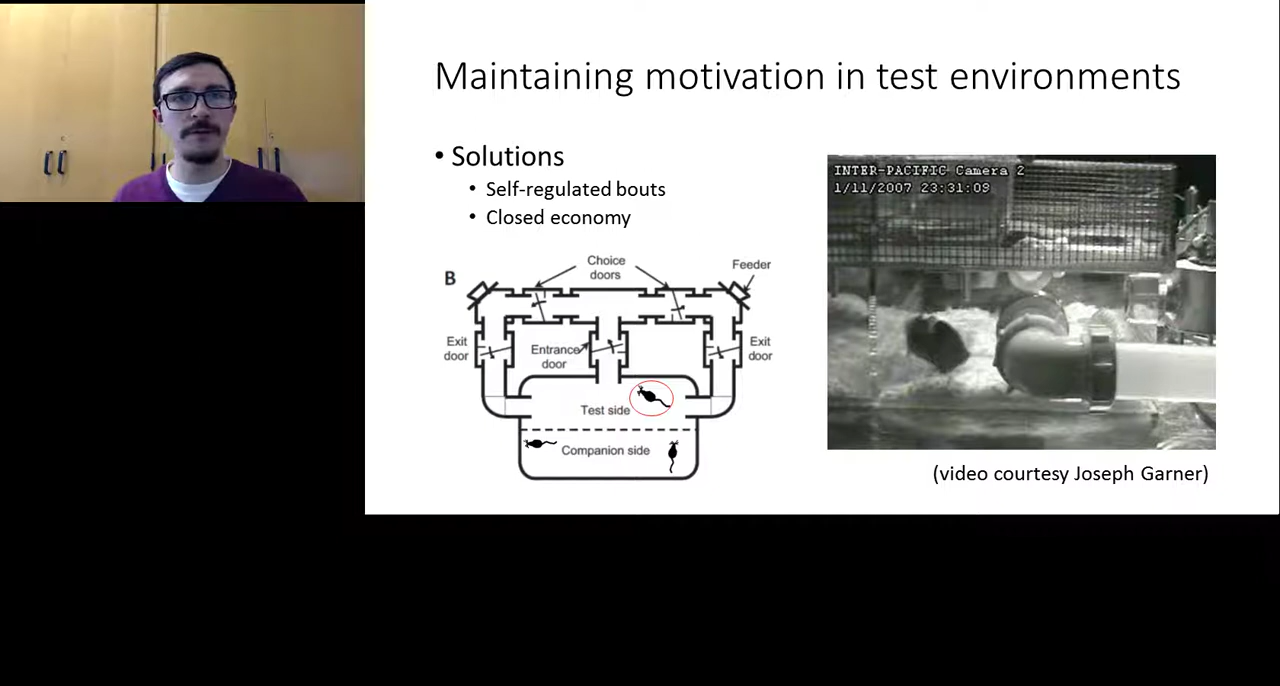 Maintaining motivation in test environments
• Solutions
• Self-regulated bouts
• Closed economy
B
Choice
doors
Feeder
Exit
door
Entrance
door
Exit
door
Test side
Companion side
INTER-PACIFIC Camera 2
1/11/2007 23:31:09
(video courtesy Joseph Garner)